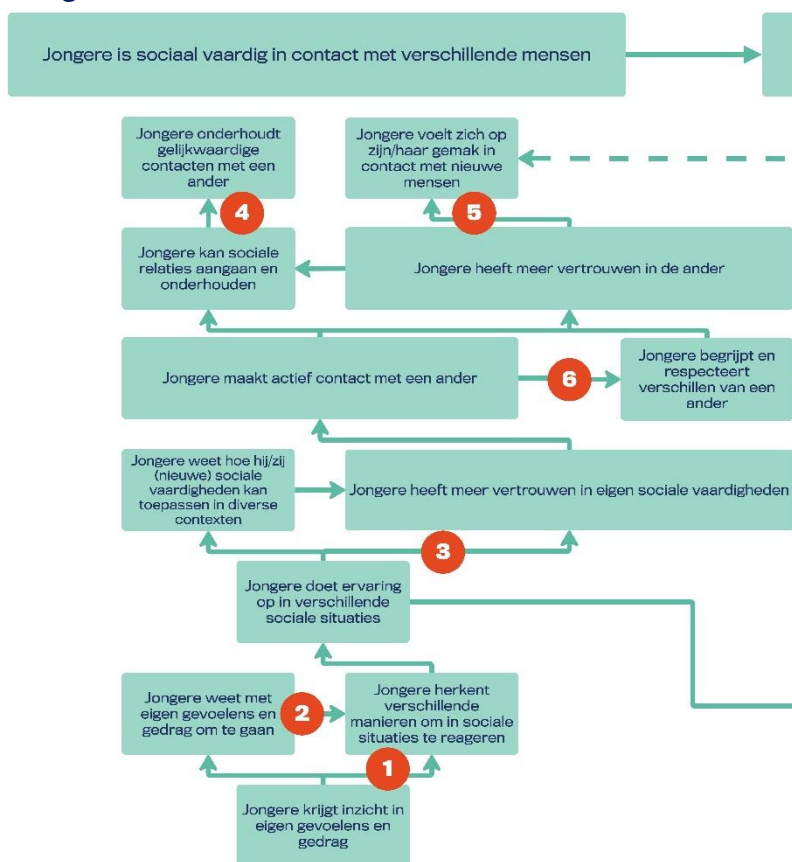 Jongere is sociaal vaardig in contact met verschillende mensen
Jongere onderhoudt
gelijkwaardige
contacten met een
ander
Jongere voelt zich op
zijn/haar gemak in
contact met nieuwe
mensen
4
5
Jongere kan sociale
relaties aangaan en
onderhouden
Jongere heeft meer vertrouwen in de ander
Jongere maakt actief contact met een ander
6
Jongere begrijpt en
respecteert
verschillen van een
ander
Jongere weet hoe hij/zij
(nieuwe) sociale
vaardigheden kan
toepassen in diverse
contexten
Jongere heeft meer vertrouwen in eigen sociale vaardigheden
3
Jongere doet ervaring
op in verschillende
sociale situaties
Jongere weet met
eigen gevoelens en
gedrag om te gaan
2
Jongere herkent
verschillende
manieren om in sociale
situaties te reageren
1
Jongere krijgt inzicht in
eigen gevoelens en
gedrag